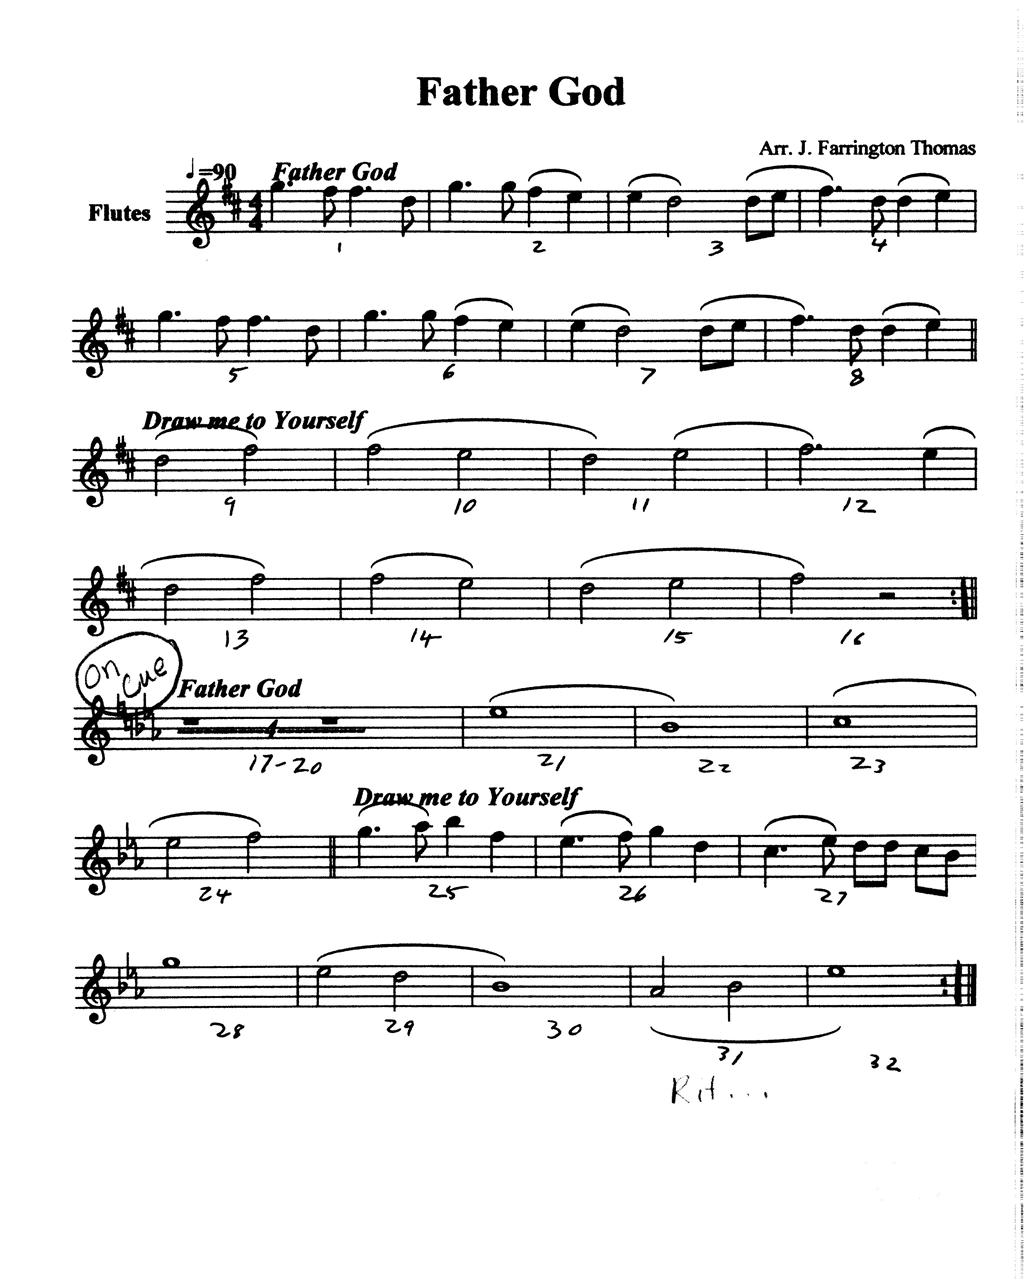 Father God
Arr. J. Farrington Thomas
♩=90 Father God
Flutes
4
4
1 2 3 4
5 6 7 8
Draw me to Yourself
9 10 11 12
13 14 15 16
On
Cue
Father God
4
17-20 21 22 23
Draw me to Yourself
24 25 26 27
28 29 30 31 32
Rit...